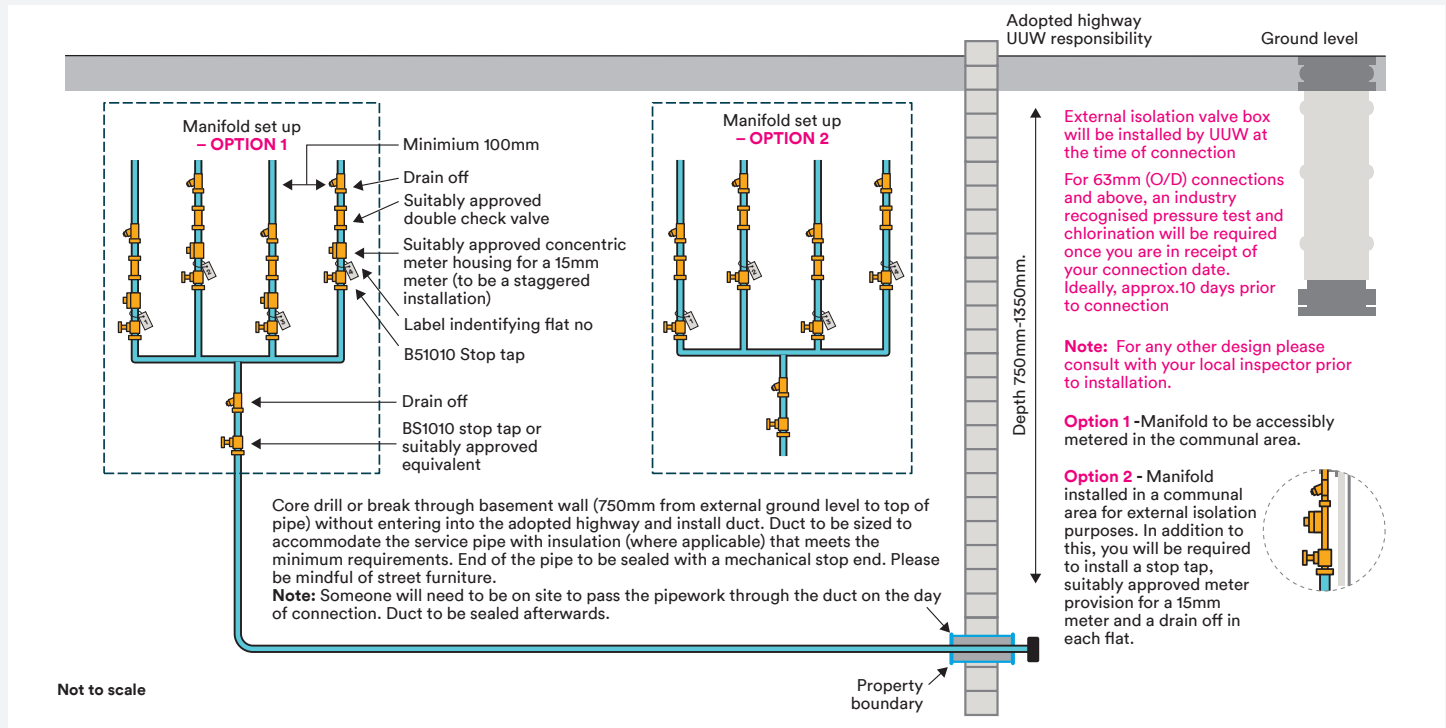 Adopted highway
UUW responsibility
Ground level
Manifold set up
– OPTION 1
Minimium 100mm
Drain off
Suitably approved
double check valve
Suitably approved concentric
meter housing for a 15mm
meter (to be a staggered
installation)
Label indentifying flat no
B51010 Stop tap
Drain off
BS1010 stop tap or
suitably approved
equivalent
Manifold set up
– OPTION 2
Depth 750mm-1350mm.
External isolation valve box
will be installed by UUW at
the time of connection
For 63mm (O/D) connections
and above, an industry
recognised pressure test and
chlorination will be required
once you are in receipt of
your connection date.
Ideally, approx.10 days prior
to connection
Note: For any other design please
consult with your local inspector prior
to installation.
Option 1 -Manifold to be accessibly
metered in the communal area.
Option 2 - Manifold
installed in a communal
area for external isolation
purposes. In addition to
this, you will be required
to install a stop tap,
suitably approved meter
provision for a 15mm
meter and a drain off in
each flat.
Core drill or break through basement wall (750mm from external ground level to top of
pipe) without entering into the adopted highway and install duct. Duct to be sized to
accommodate the service pipe with insulation (where applicable) that meets the
minimum requirements. End of the pipe to be sealed with a mechanical stop end. Please
be mindful of street furniture.
Note: Someone will need to be on site to pass the pipework through the duct on the day
of connection. Duct to be sealed afterwards.
Property
boundary
Not to scale